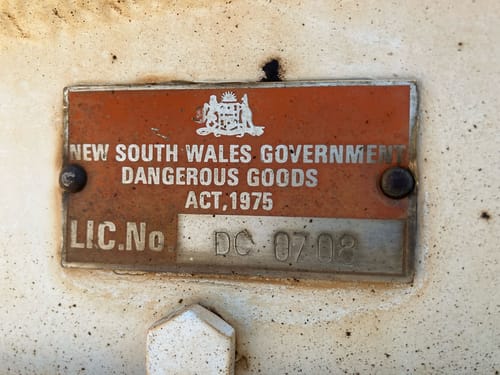 NEW SOUTH WALES GOVERNMENT
DANGEROUS GOODS
ACT,1975
LIC.No. DC 07-08